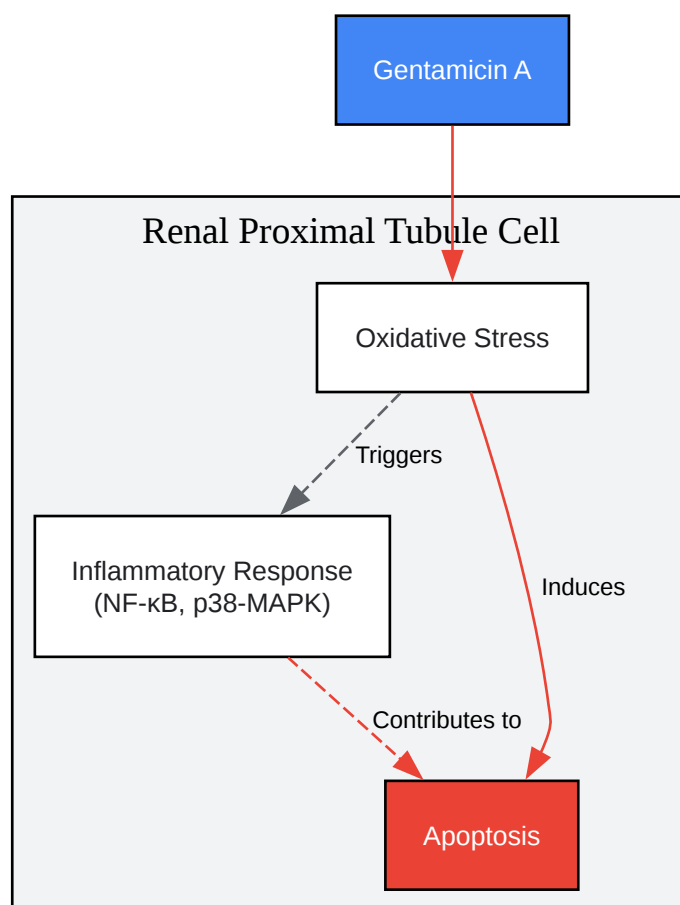 Gentamicin A
Renal Proximal Tubule Cell
Oxidative Stress
Triggers
Inflammatory Response
(NF-κB, p38-MAPK)
Induces
Contributes to
Apoptosis